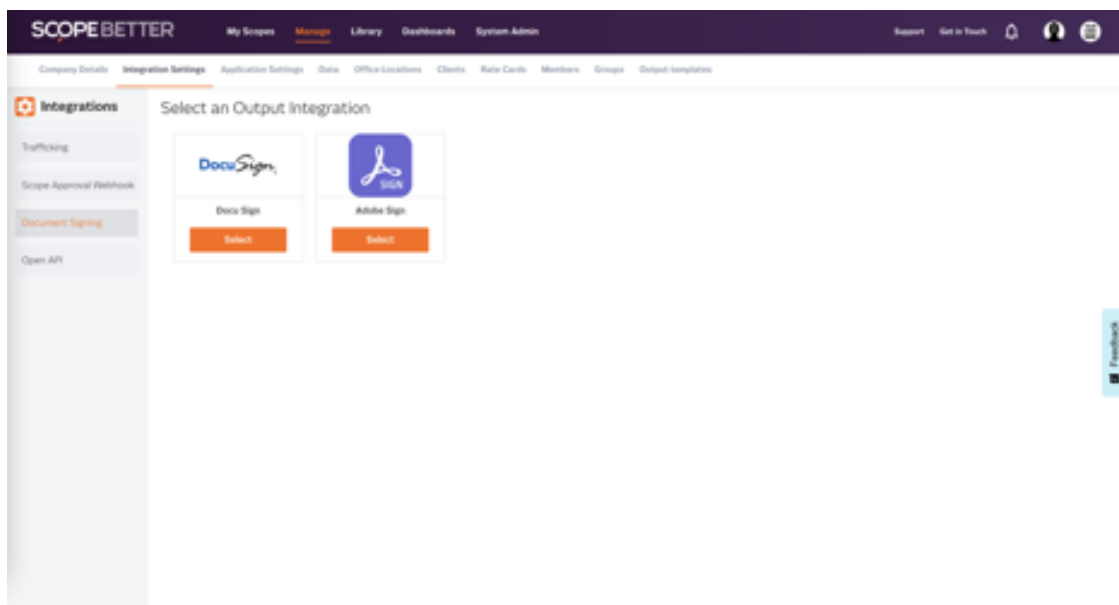 SCOPEBETTER My Scopes Manage Library Dashboards System Admin Support Get in Touch
Company Details Integration Settings Application Settings Data Office Locations Clients Rate Cards Members Groups Output templates
Integrations
Select an Output Integration
Trafficking
Scope Approval Webhook
Document Signing
Open API
DocuSign
SIGN
Docu Sign Adobe Sign
Select Select
Feedback